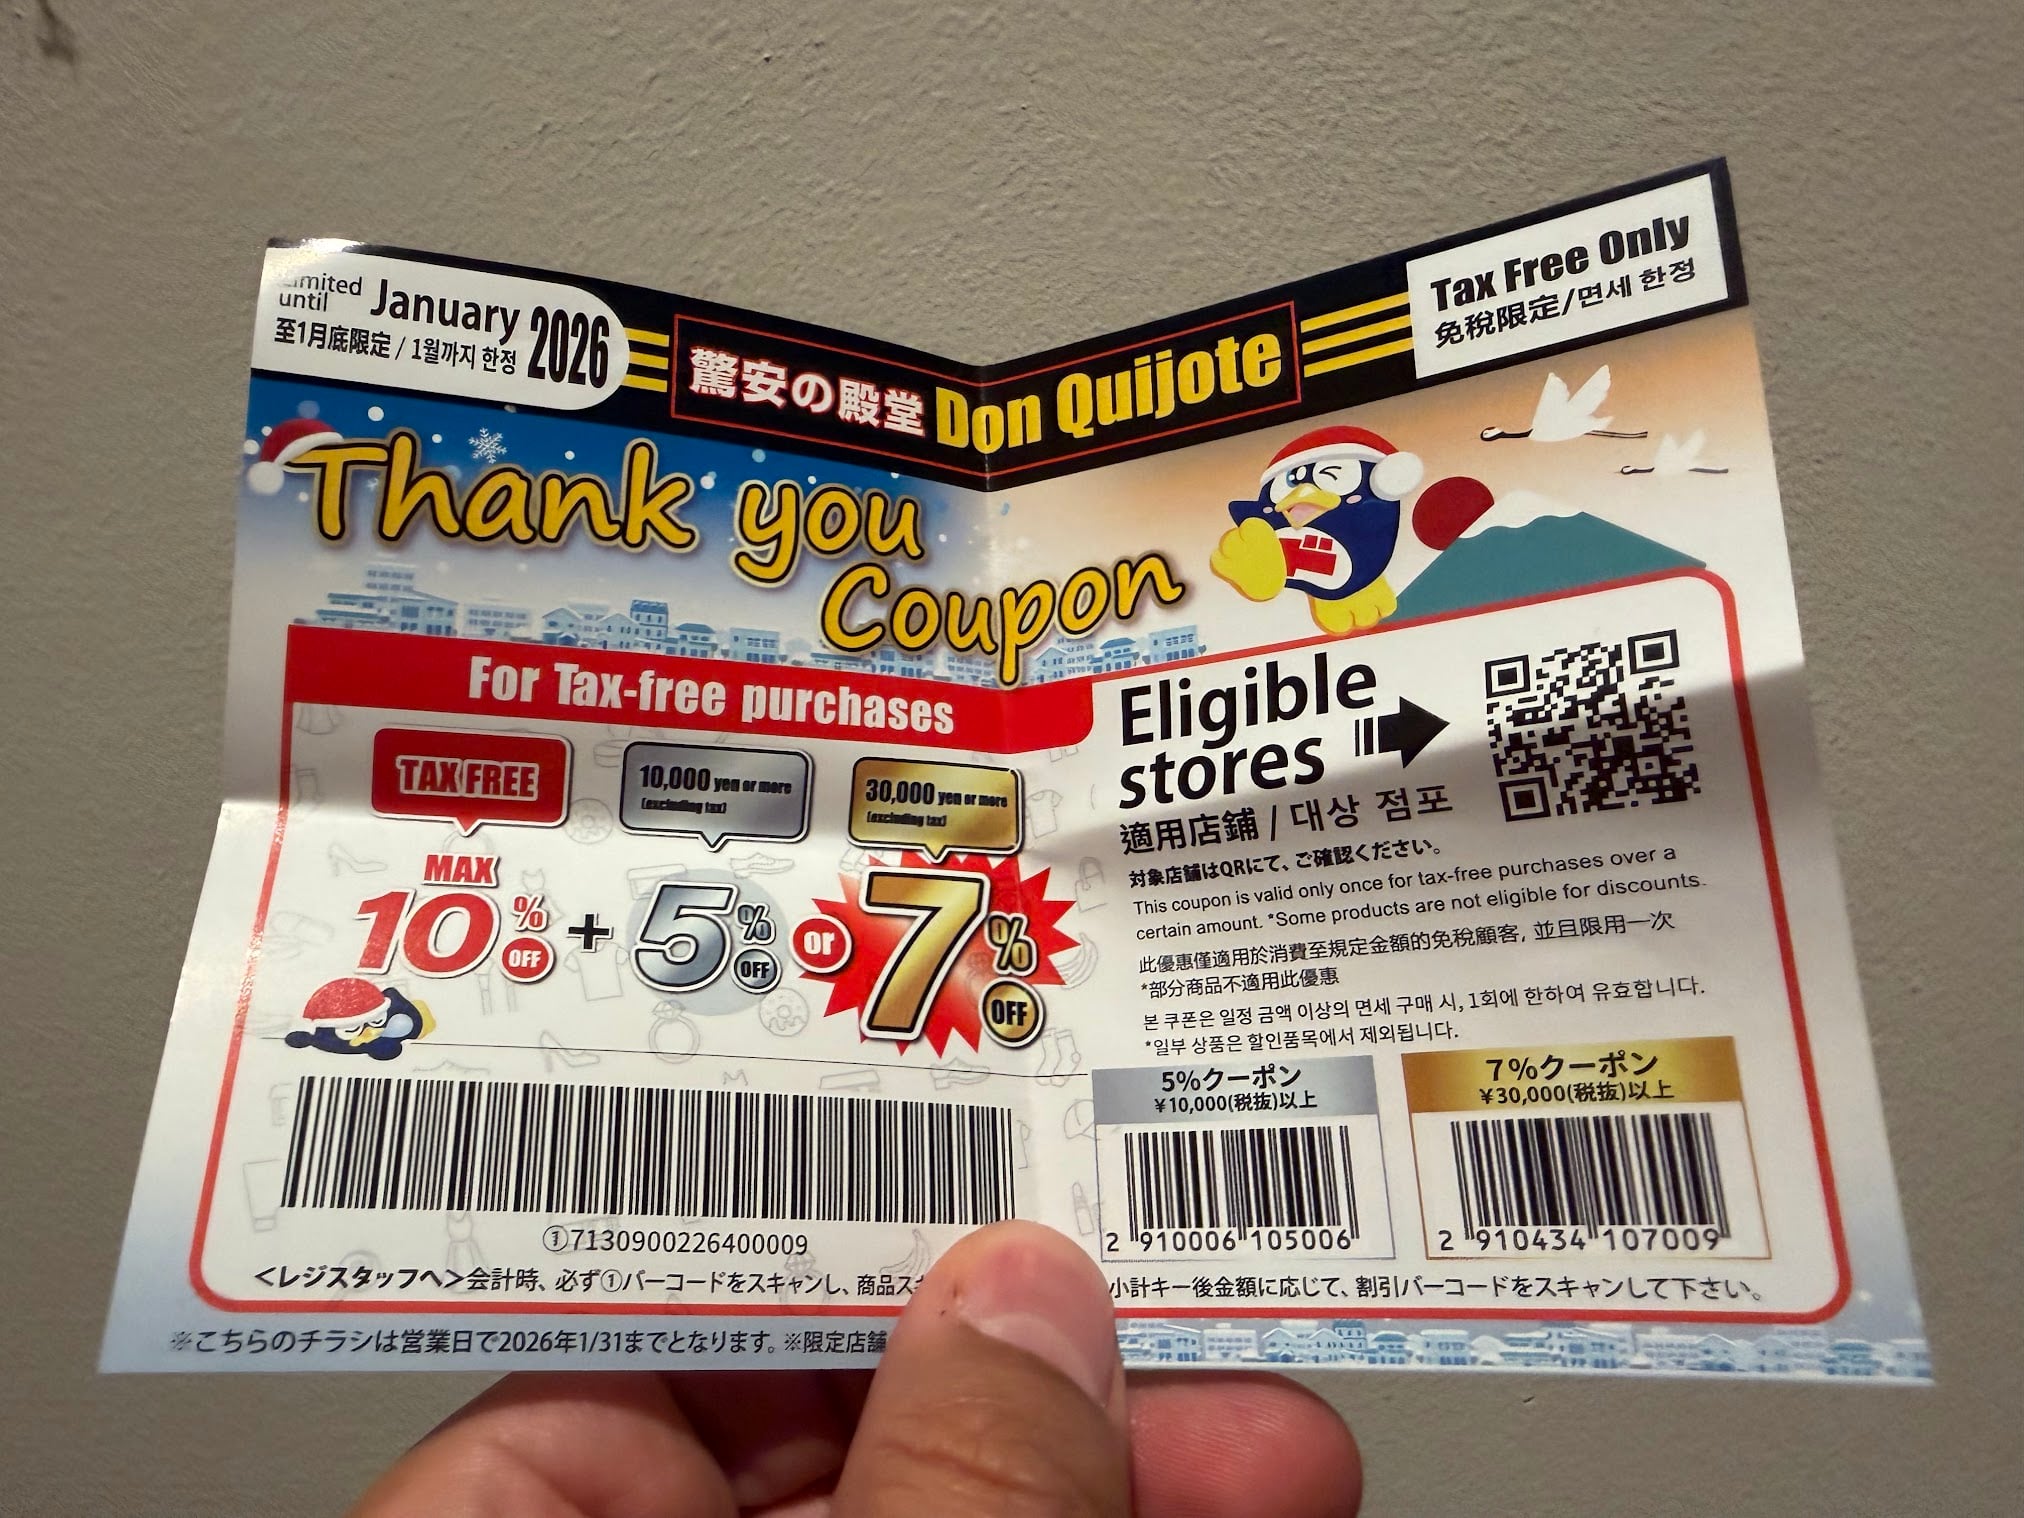 Limited
until January 2026
至1月底限定 / 1월까지 한정
驚安の殿堂 Don Quijote
Tax Free Only
免税限定/면세 한정
Thank you
Coupon
For Tax-free purchases
TAX FREE
MAX
10% OFF
+
10,000 yen or more
(excluding tax)
5% OFF
or
30,000 yen or more
(excluding tax)
7% OFF
①7130900226400009
Eligible
stores
適用店鋪 / 대상 점포
対象店舗はQRにて、ご確認ください。
This coupon is valid only once for tax-free purchases over a
certain amount. *Some products are not eligible for discounts.
此優惠僅適用於消費至規定金額的免税顧客, 並且限用一次
*部分商品不適用此優惠
본 쿠폰은 일정 금액 이상의 면세 구매 시, 1회에 한하여 유효합니다.
*일부 상품은 할인품목에서 제외됩니다.
5%クーポン
¥10,000(税抜)以上
2 910006 105006
7%クーポン
¥30,000(税抜)以上
2 910434 107009
<レジスタッフへ>会計時、必ず①バーコードをスキャンし、商品ス 小計キー後金額に応じて、割引バーコードをスキャンして下さい。
※こちらのチラシは営業日で2026年1/31までとなります。※限定店舗
ド